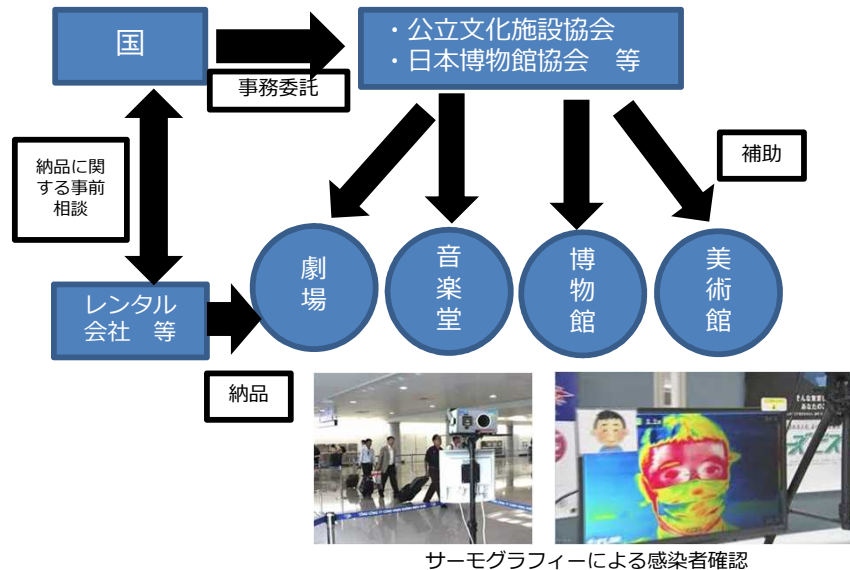 国
・公立文化施設協会
・日本博物館協会　等
事務委託
納品に関
する事前
相談
補助
劇場
音楽堂
博物館
美術館
レンタル
会社　等
納品
サーモグラフィーによる感染者確認